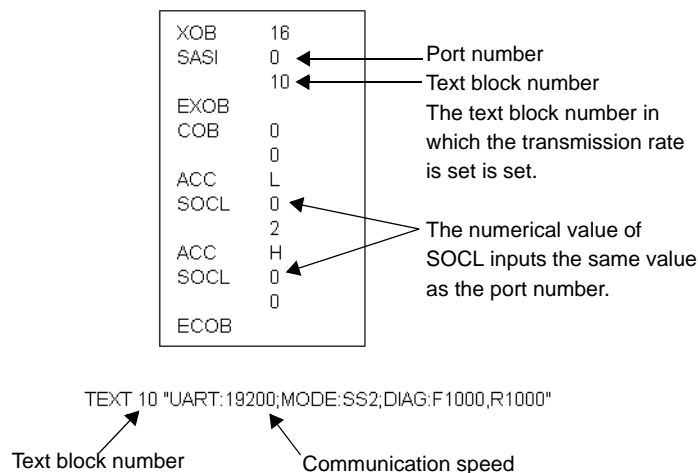 XOB 16
SASI 0
10
EXOB
COB 0
0
ACC L
SOCL 0
2
ACC H
SOCL 0
0
ECOB
Port number
Text block number
The text block number in
which the transmission rate
is set is set.
The numerical value of
SOCL inputs the same value
as the port number.
TEXT 10 "UART:19200;MODE:SS2;DIAG:F1000,R1000"
Text block number
Communication speed